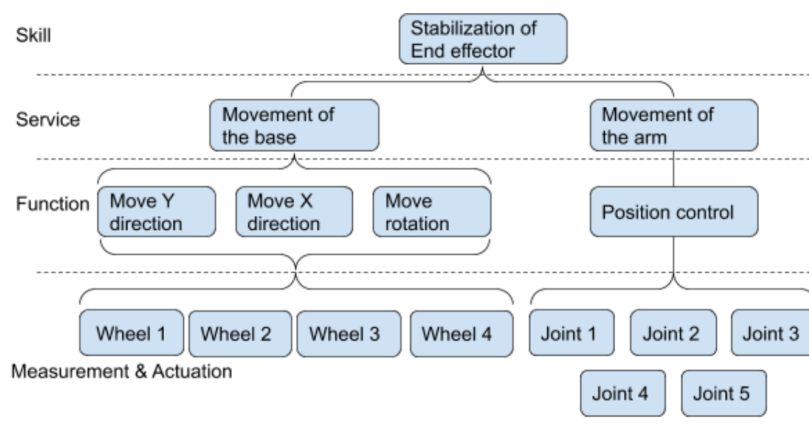 Skill
Stabilization of
End effector
Service
Movement of
the base
Movement of
the arm
Function
Move Y
direction
Move X
direction
Move
rotation
Position control
Wheel 1
Wheel 2
Wheel 3
Wheel 4
Joint 1
Joint 2
Joint 3
Measurement & Actuation
Joint 4
Joint 5